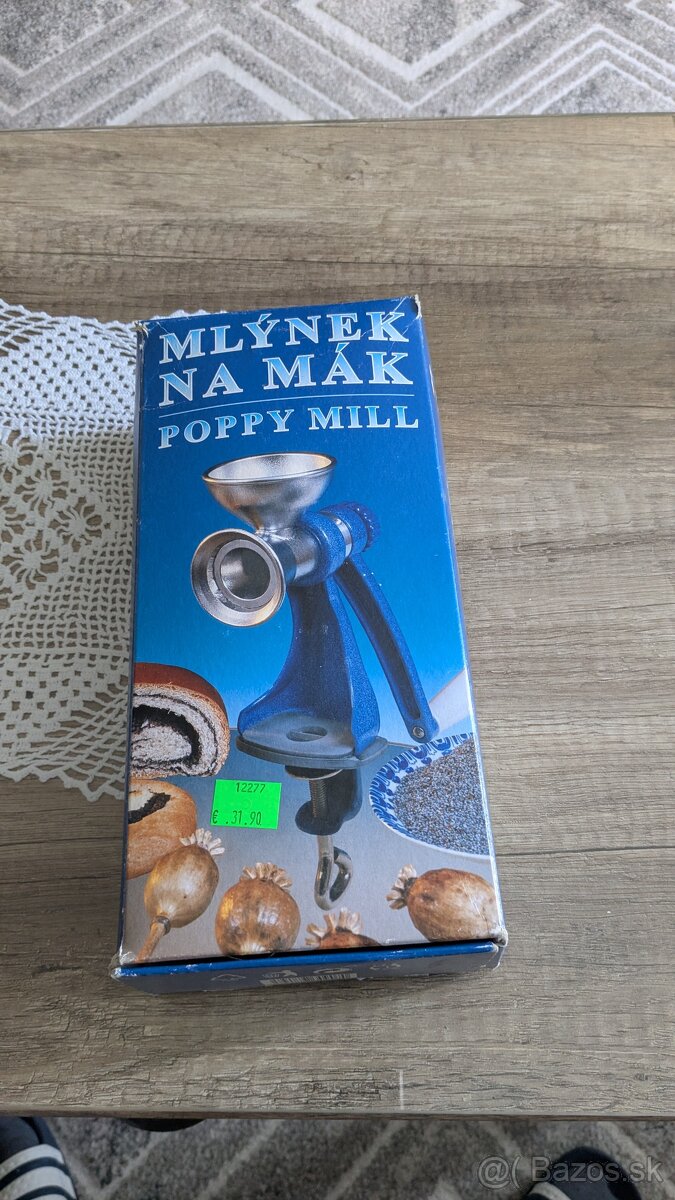 MLÝNEK
NA MÁK
POPPY MILL
12277
€ .31.90
@( Bazos.sk